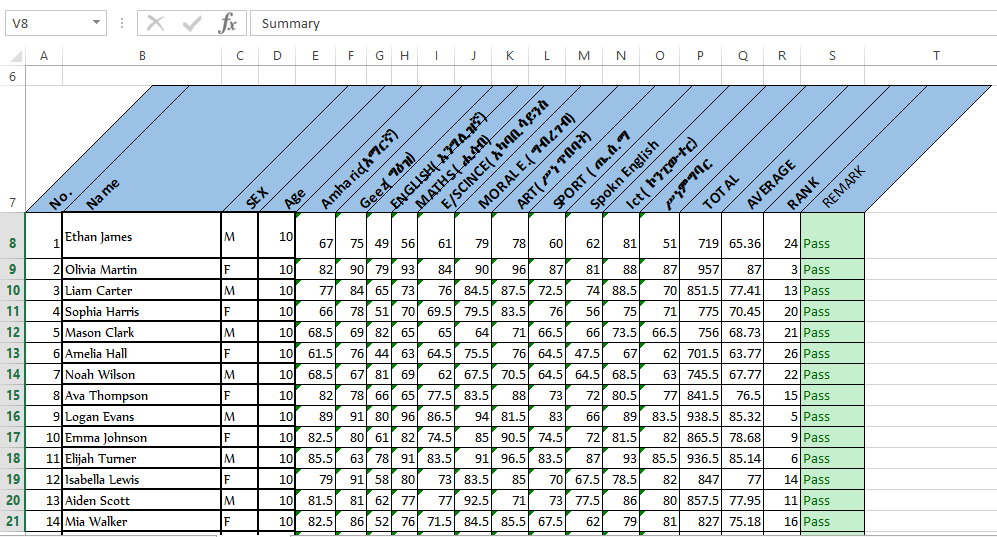 V8 fx Summary
A B C D E F G H I J K L M N O P Q R S T
6
7 No. Name SEX Age Amharic(አማርኛ) Geez( ግዕዝ) ENGLISH( እንግሊዝኛ) MATHS ( ሒሳብ) E/SCINCE( አካባቢ ሳይንስ MORALE.( ግብረገብ) ART( ሥነ ጥበባት) SPORT ( ጤ.ሰ.ማ Spokn English Ict ( ኮንፒውተር) ሥነምግባር TOTAL AVERAGE RANK REMARK
8 1 Ethan James M 10 67 75 49 56 61 79 78 60 62 81 51 719 65.36 24 Pass
9 2 Olivia Martin F 10 82 90 79 93 84 90 96 87 81 88 87 957 87 3 Pass
10 3 Liam Carter M 10 77 84 65 73 76 84.5 87.5 72.5 74 88.5 70 851.5 77.41 13 Pass
11 4 Sophia Harris F 10 66 78 51 70 69.5 79.5 83.5 76 56 75 71 775 70.45 20 Pass
12 5 Mason Clark M 10 68.5 69 82 65 65 64 71 66.5 66 73.5 66.5 756 68.73 21 Pass
13 6 Amelia Hall F 10 61.5 76 44 63 64.5 75.5 76 64.5 47.5 67 62 701.5 63.77 26 Pass
14 7 Noah Wilson M 10 68.5 67 81 69 62 67.5 70.5 64.5 64.5 68.5 63 745.5 67.77 22 Pass
15 8 Ava Thompson F 10 82 78 66 65 77.5 83.5 88 73 72 80.5 77 841.5 76.5 15 Pass
16 9 Logan Evans M 10 89 91 80 96 86.5 94 81.5 83 66 89 83.5 938.5 85.32 5 Pass
17 10 Emma Johnson F 10 82.5 80 61 82 74.5 85 90.5 74.5 72 81.5 82 865.5 78.68 9 Pass
18 11 Elijah Turner M 10 85.5 63 78 91 83.5 91 96.5 83.5 87 93 85.5 936.5 85.14 6 Pass
19 12 Isabella Lewis F 10 79 91 58 80 73 83.5 85 70 67.5 78.5 82 847 77 14 Pass
20 13 Aiden Scott M 10 81.5 81 62 77 77 92.5 71 73 77.5 86 80 857.5 77.95 11 Pass
21 14 Mia Walker F 10 82.5 86 52 76 71.5 84.5 85.5 67.5 62 79 81 827 75.18 16 Pass